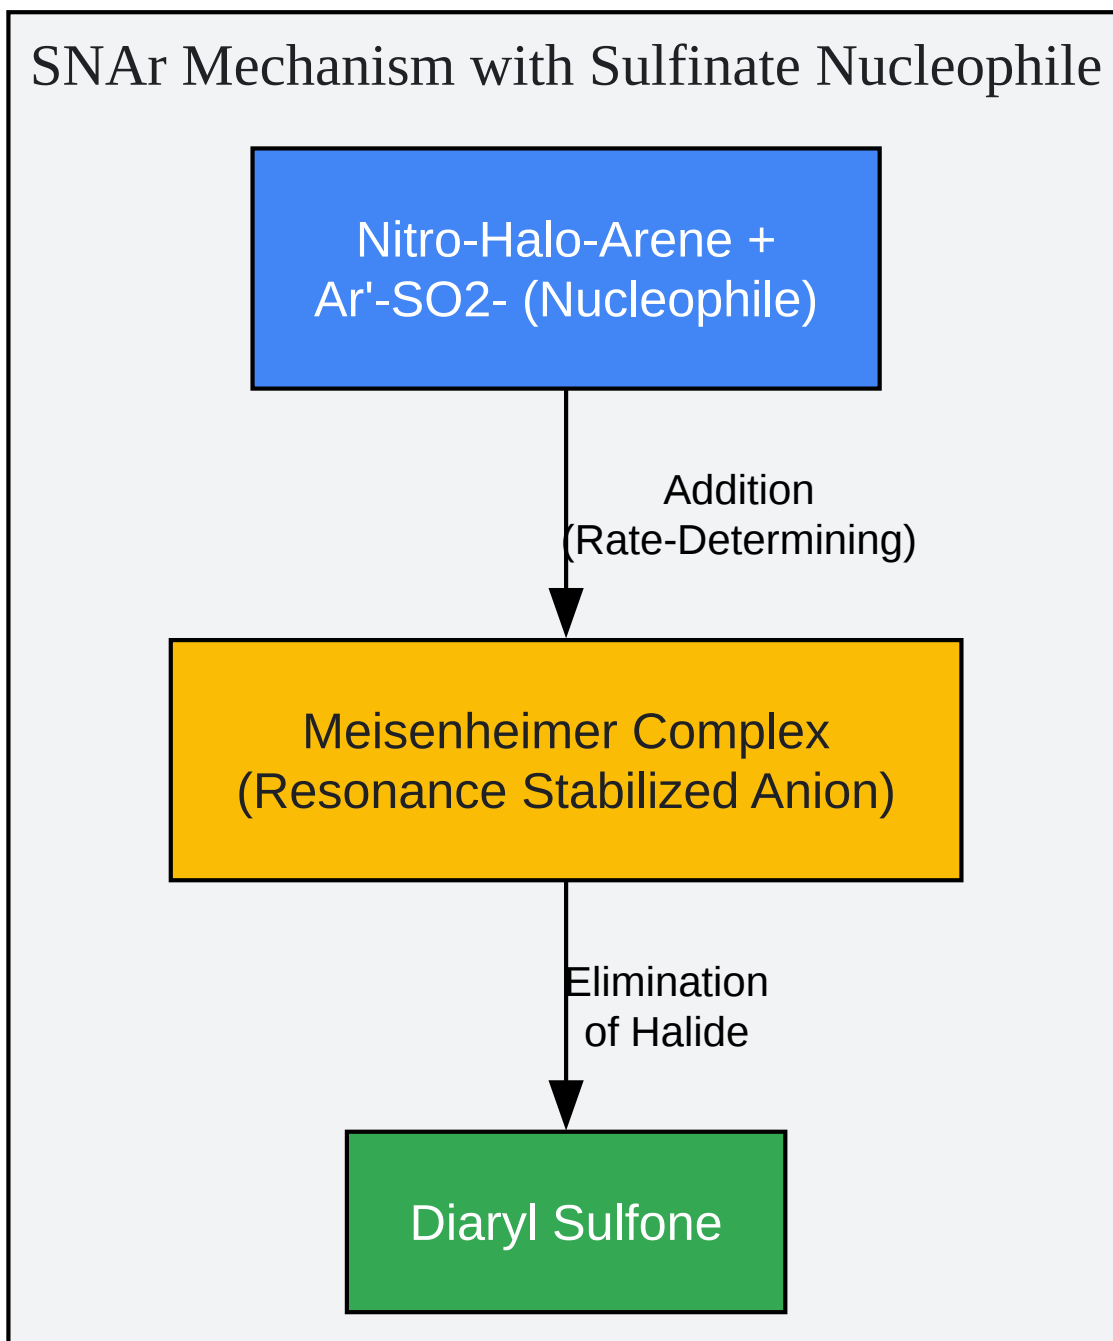 SNAr Mechanism with Sulfinate Nucleophile
Nitro-Halo-Arene +
Ar'-SO2- (Nucleophile)
Addition
(Rate-Determining)
Meisenheimer Complex
(Resonance Stabilized Anion)
Elimination
of Halide
Diaryl Sulfone